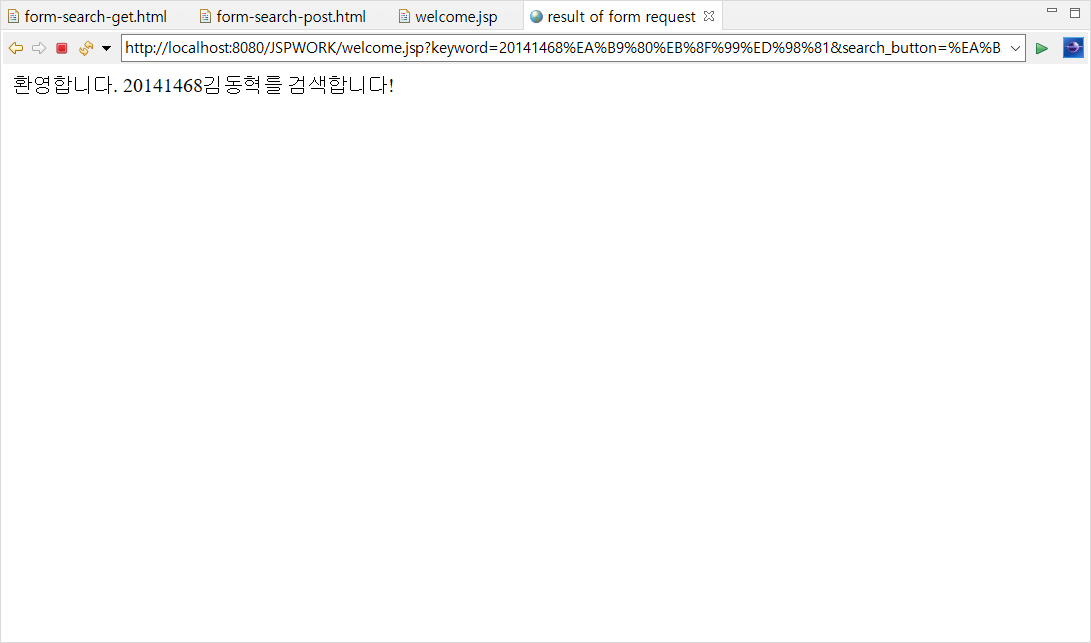 form-search-get.html form-search-post.html welcome.jsp result of form request
http://localhost:8080/JSPWORK/welcome.jsp?keyword=20141468%EA%B9%80%EB%8F%99%ED%98%81&search_button=%EA%B
환영합니다. 20141468김동혁를 검색합니다!